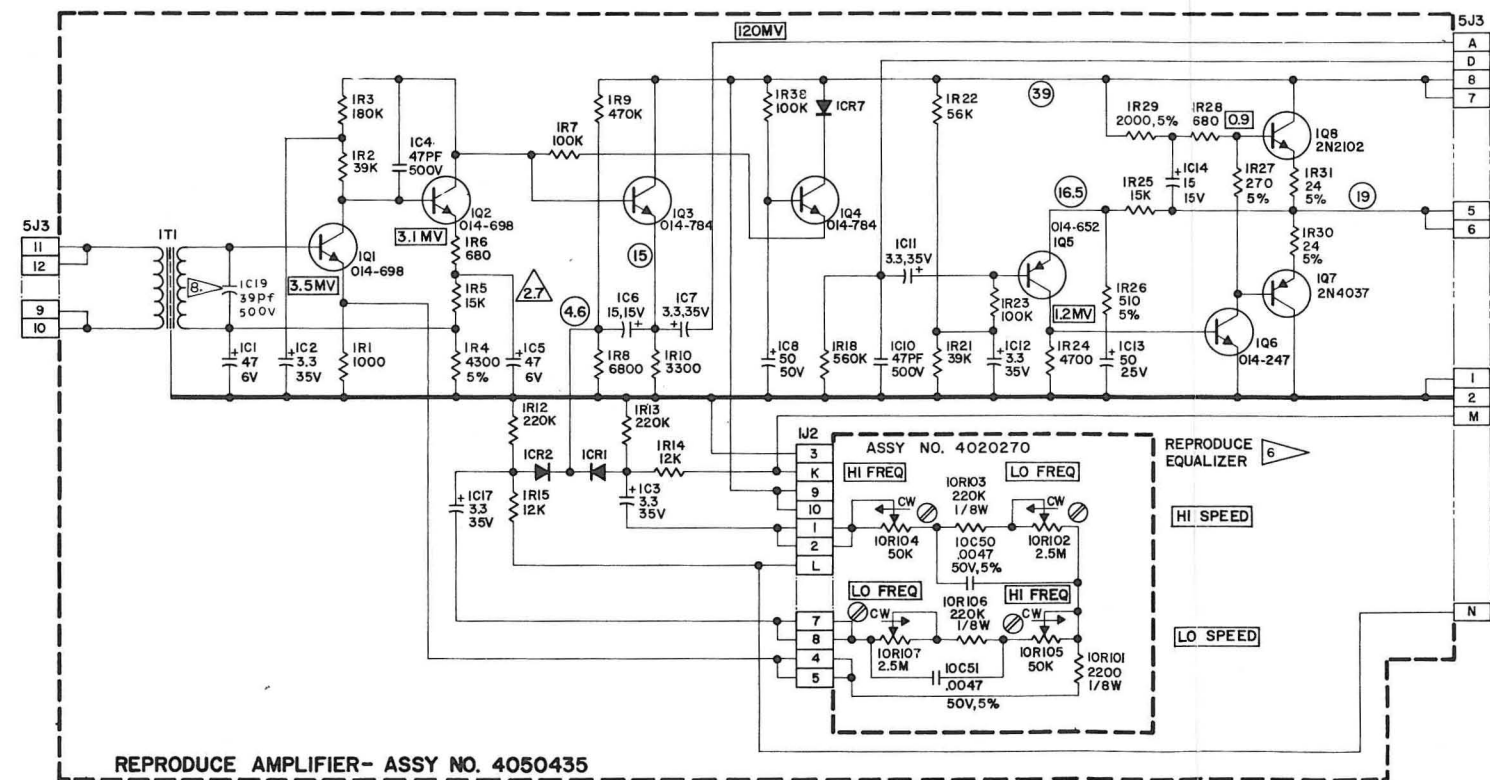 5J3
A
D
8
7
5
6
1
2
M
N
120MV
5J3
11
12
9
10
1T1
8.
1C19
39Pf
500V
1C1
47
6V
1C2
3.3
35V
1R3
180K
1R2
39K
1C4
47PF
500V
1Q1
014-698
3.5MV
1R1
1000
1Q2
014-698
3.1MV
1R6
680
1R5
15K
1R4
4300
5%
2.7
1C5
47
6V
1R7
100K
1R9
470K
1Q3
014-784
15
4.6
1C6
15,15V
1C7
3.3,35V
1R8
6800
1R10
3300
1R38
100K
1CR7
1Q4
014-784
1C8
50
50V
1R18
560K
1C11
3.3,35V
1C10
47PF
500V
1R22
56K
39
1R21
39K
1R23
100K
1C12
3.3
35V
16.5
014-652
1Q5
1.2MV
1R24
4700
1R25
15K
1R26
510
5%
1C13
50
25V
1R29
2000,5%
1R28
680
0.9
1C14
15
15V
1R27
270
5%
1Q8
2N2102
1R31
24
5%
19
1R30
24
5%
1Q7
2N4037
1Q6
014-247
1R12
220K
1R13
220K
1R14
12K
1CR2
1CR1
1C17
3.3
35V
1R15
12K
1C3
3.3
35V
1J2
3
K
9
10
1
2
L
7
8
4
5
ASSY NO. 4020270
HI FREQ
LO FREQ
10R103
220K
1/8W
CW
CW
10R104
50K
10C50
.0047
50V,5%
10R102
2.5M
LO FREQ
HI FREQ
10R106
220K
1/8W
CW
CW
10R107
2.5M
10C51
.0047
50V,5%
10R105
50K
10R101
2200
1/8W
REPRODUCE
EQUALIZER
6
HI SPEED
LO SPEED
REPRODUCE AMPLIFIER- ASSY NO. 4050435